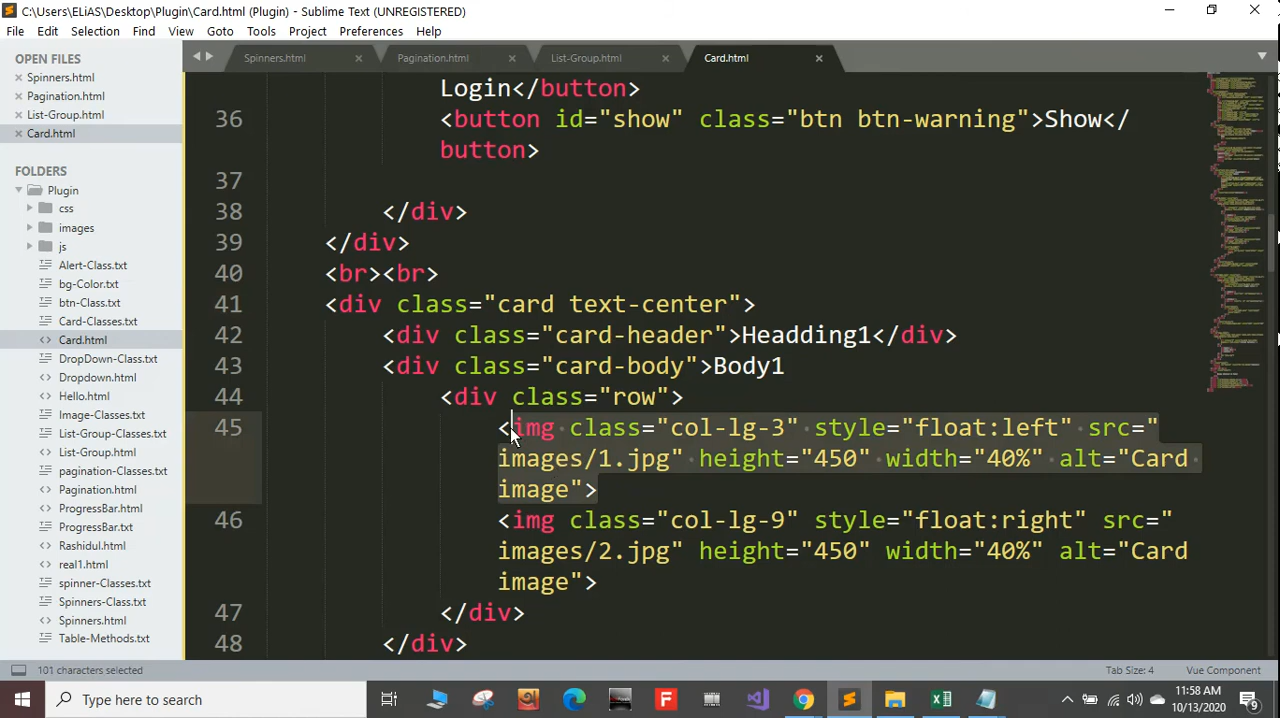 C:\Users\ELiAS\Desktop\Plugin\Card.html (Plugin) - Sublime Text (UNREGISTERED)
File Edit Selection Find View Goto Tools Project Preferences Help
OPEN FILES
Spinners.html
Pagination.html
List-Group.html
Card.html
FOLDERS
Plugin
css
images
js
Alert-Class.txt
bg-Color.txt
btn-Class.txt
Card-Classes.txt
Card.html
DropDown-Class.txt
Dropdown.html
Hello.html
Image-Classes.txt
List-Group-Classes.txt
List-Group.html
pagination-Classes.txt
Pagination.html
ProgressBar.html
ProgressBar.txt
Rashidul.html
real1.html
spinner-Classes.txt
Spinners-Class.txt
Spinners.html
Table-Methods.txt
Spinners.html Pagination.html List-Group.html Card.html
Login</button>
36 <button id="show" class="btn btn-warning">Show</
button>
37
38 </div>
39 </div>
40 <br><br>
41 <div class="card text-center">
42 <div class="card-header">Headding1</div>
43 <div class="card-body">Body1
44 <div class="row">
45 <img class="col-lg-3" style="float:left" src="
images/1.jpg" height="450" width="40%" alt="Card
image">
46 <img class="col-lg-9" style="float:right" src="
images/2.jpg" height="450" width="40%" alt="Card
image">
47 </div>
48 </div>
101 characters selected Tab Size: 4 Vue Component
Type here to search
11:58 AM
10/13/2020
9